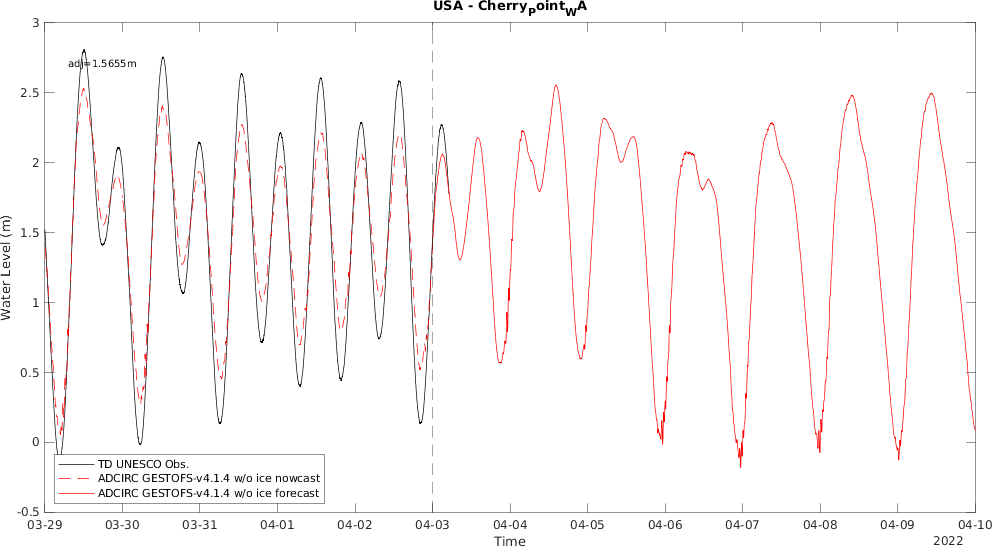 USA - CherryPointWA
adj=1.5655m
3
2.5
2
1.5
1
0.5
0
-0.5
Water Level (m)
TD UNESCO Obs.
ADCIRC GESTOFS-v4.1.4 w/o ice nowcast
ADCIRC GESTOFS-v4.1.4 w/o ice forecast
03-29 03-30 03-31 04-01 04-02 04-03 04-04 04-05 04-06 04-07 04-08 04-09 04-10
Time
2022